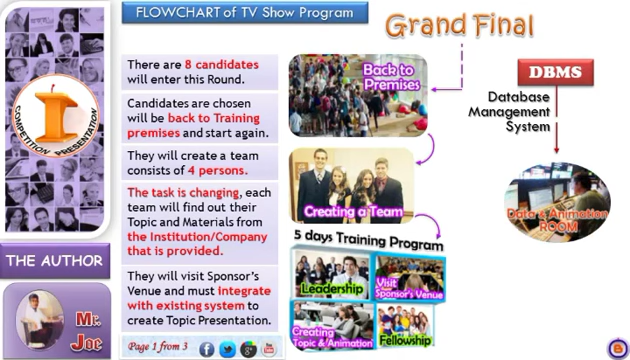 FLOWCHART of TV Show Program
Grand Final
There are 8 candidates
will enter this Round.
Candidates are chosen
will be back to Training
premises and start again.
They will create a team
consists of 4 persons.
The task is changing, each
team will find out their
Topic and Materials from
the Institution/Company
that is provided.
They will visit Sponsor's
Venue and must integrate
with existing system to
create Topic Presentation.
Page 1 from 3
COMPETITION PRESENTATION
THE AUTHOR
Mr.
Joe
Back to
Premises
Creating a Team
5 days Training Program
Leadership
Visit
Sponsor's Venue
Creating
Topic & Animation
Fellowship
DBMS
Database
Management
System
Data & Animation
ROOM